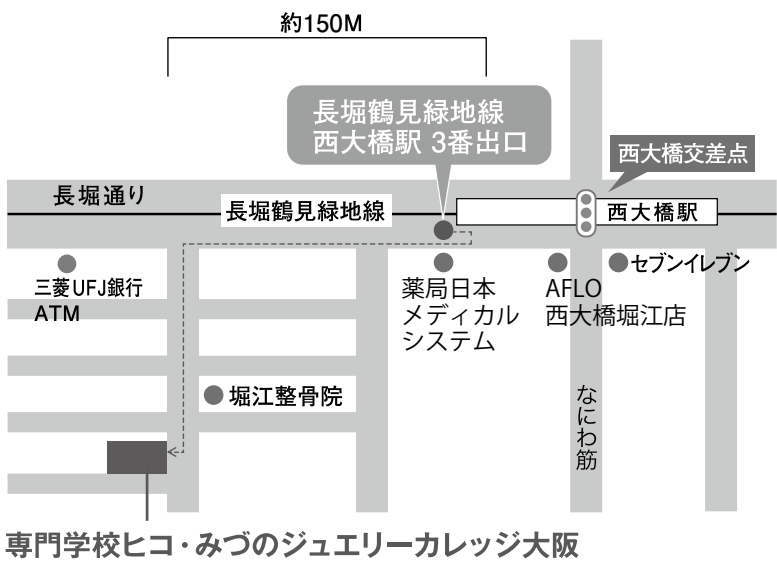 約150M
長堀鶴見緑地線
西大橋駅 3番出口
西大橋交差点
長堀通り
長堀鶴見緑地線
西大橋駅
三菱UFJ銀行
ATM
薬局日本
メディカル
システム
AFLO
西大橋堀江店
セブンイレブン
堀江整骨院
なにわ筋
専門学校ヒコ・みづのジュエリーカレッジ大阪